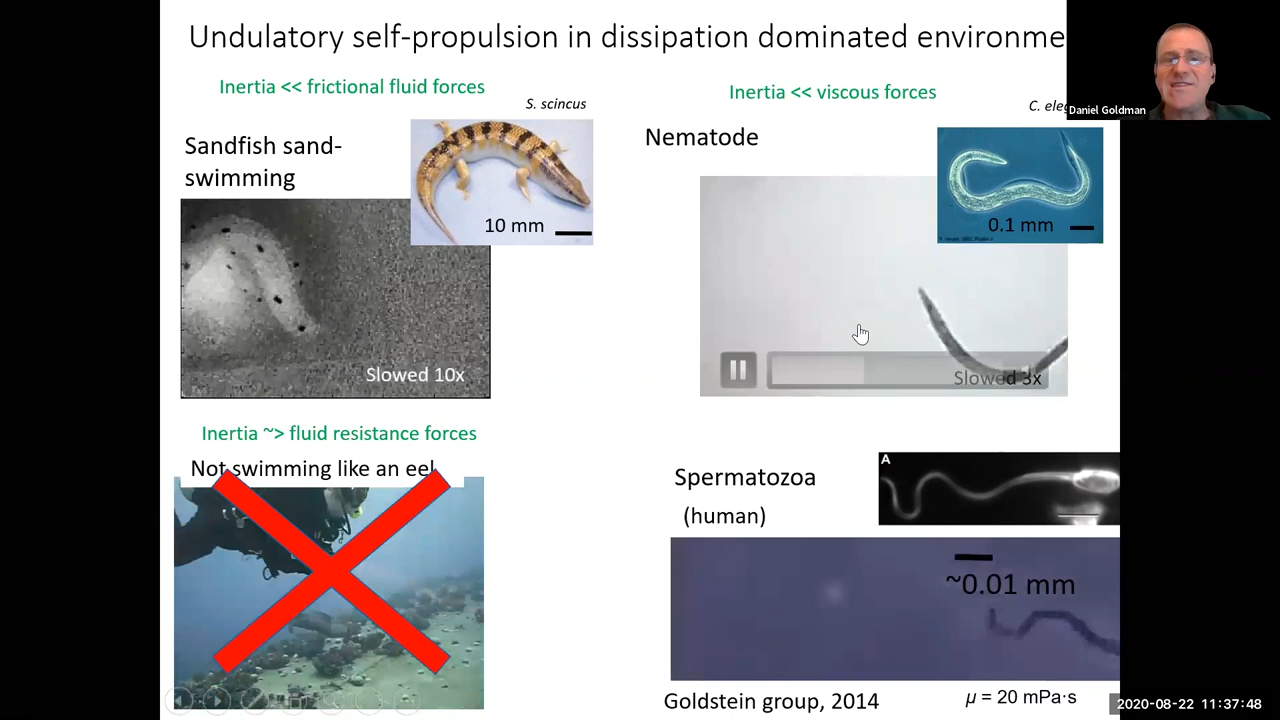 Undulatory self-propulsion in dissipation dominated environme
Inertia << frictional fluid forces
S. scincus
Sandfish sand-
swimming
10 mm
Slowed 10x
Inertia << viscous forces
C. eleg
Daniel Goldman
Nematode
0.1 mm
Slowed 3x
Inertia ~> fluid resistance forces
Not swimming like an eel
Spermatozoa
(human)
A
~0.01 mm
Goldstein group, 2014
μ = 20 mPa·s
2020-08-22 11:37:48